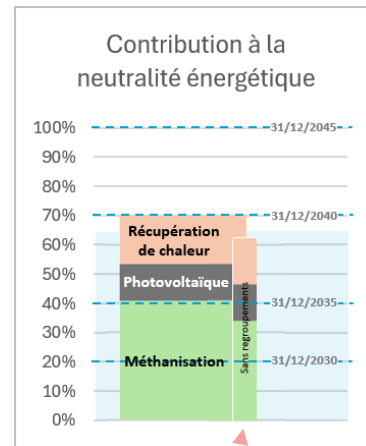 Contribution à la
neutralité énergétique
100%
31/12/2045
90%
80%
70%
31/12/2040
Récupération
de chaleur
60%
50%
Photovoltaïque
Sans regroupements
40%
31/12/2035
30%
20%
Méthanisation
31/12/2030
10%
0%